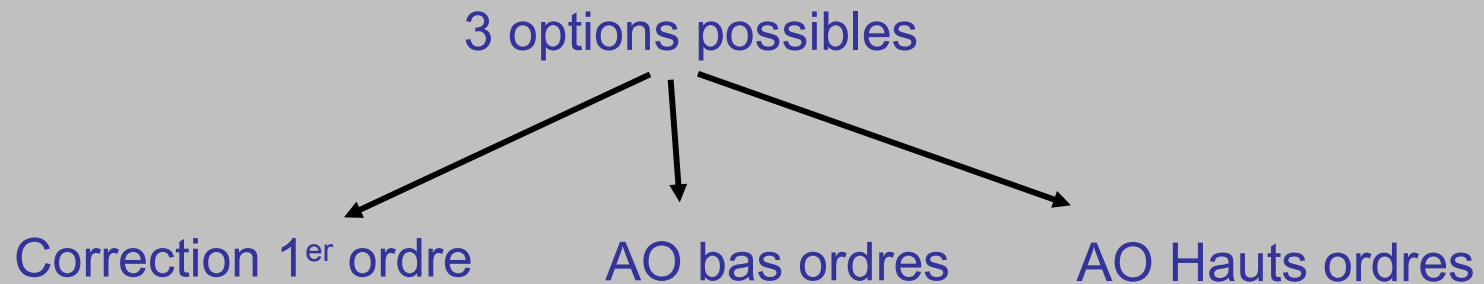 3 options possibles
Correction 1er ordre
AO bas ordres
AO Hauts ordres